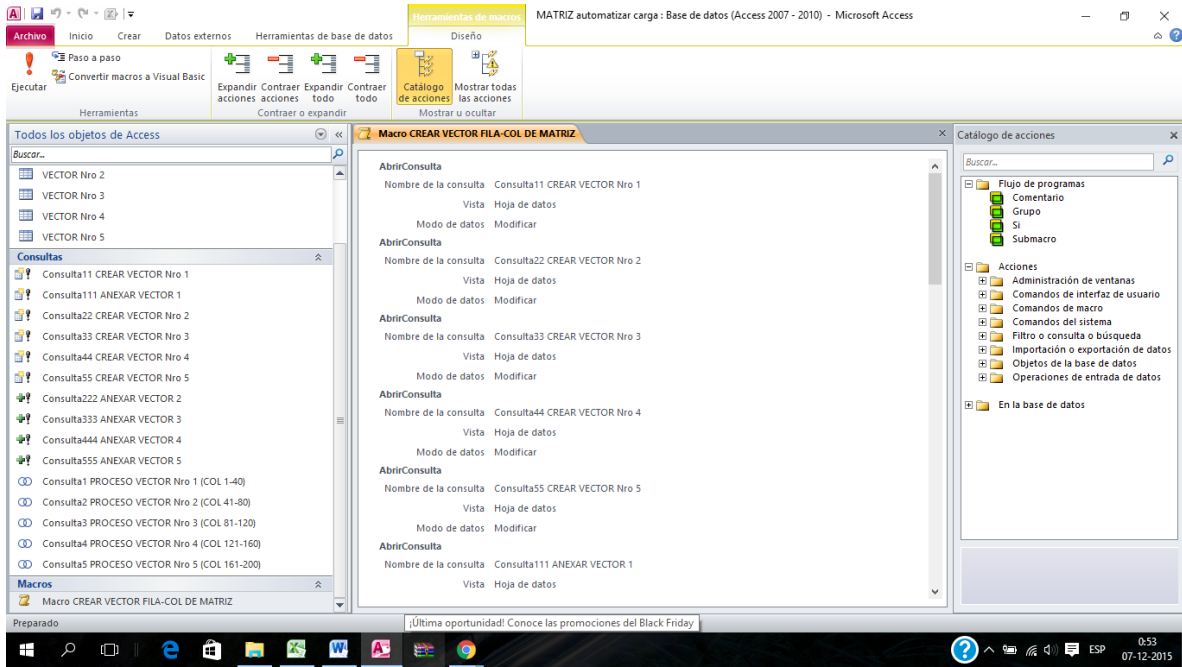 Herramientas de macros
MATRIZ automatizar carga : Base de datos (Access 2007 - 2010) - Microsoft Access
Archivo Inicio Crear Datos externos Herramientas de base de datos Diseño
Ejecutar
Paso a paso
Convertir macros a Visual Basic
Herramientas
Expandir acciones
Contraer acciones
Expandir todo
Contraer todo
Contraer o expandir
Catálogo de acciones
Mostrar todas las acciones
Mostrar u ocultar
Todos los objetos de Access
Buscar...
VECTOR Nro 2
VECTOR Nro 3
VECTOR Nro 4
VECTOR Nro 5
Consultas
Consulta11 CREAR VECTOR Nro 1
Consulta111 ANEXAR VECTOR 1
Consulta22 CREAR VECTOR Nro 2
Consulta33 CREAR VECTOR Nro 3
Consulta44 CREAR VECTOR Nro 4
Consulta55 CREAR VECTOR Nro 5
Consulta222 ANEXAR VECTOR 2
Consulta333 ANEXAR VECTOR 3
Consulta444 ANEXAR VECTOR 4
Consulta555 ANEXAR VECTOR 5
Consulta1 PROCESO VECTOR Nro 1 (COL 1-40)
Consulta2 PROCESO VECTOR Nro 2 (COL 41-80)
Consulta3 PROCESO VECTOR Nro 3 (COL 81-120)
Consulta4 PROCESO VECTOR Nro 4 (COL 121-160)
Consulta5 PROCESO VECTOR Nro 5 (COL 161-200)
Macros
Macro CREAR VECTOR FILA-COL DE MATRIZ
Macro CREAR VECTOR FILA-COL DE MATRIZ
AbrirConsulta
Nombre de la consulta Consulta11 CREAR VECTOR Nro 1
Vista Hoja de datos
Modo de datos Modificar
AbrirConsulta
Nombre de la consulta Consulta22 CREAR VECTOR Nro 2
Vista Hoja de datos
Modo de datos Modificar
AbrirConsulta
Nombre de la consulta Consulta33 CREAR VECTOR Nro 3
Vista Hoja de datos
Modo de datos Modificar
AbrirConsulta
Nombre de la consulta Consulta44 CREAR VECTOR Nro 4
Vista Hoja de datos
Modo de datos Modificar
AbrirConsulta
Nombre de la consulta Consulta55 CREAR VECTOR Nro 5
Vista Hoja de datos
Modo de datos Modificar
AbrirConsulta
Nombre de la consulta Consulta111 ANEXAR VECTOR 1
Vista Hoja de datos
Catálogo de acciones
Buscar...
Flujo de programas
Comentario
Grupo
Si
Submacro
Acciones
Administración de ventanas
Comandos de interfaz de usuario
Comandos de macro
Comandos del sistema
Filtro o consulta o búsqueda
Importación o exportación de datos
Objetos de la base de datos
Operaciones de entrada de datos
En la base de datos
Preparado
¡Última oportunidad! Conoce las promociones del Black Friday
ESP
0:53
07-12-2015